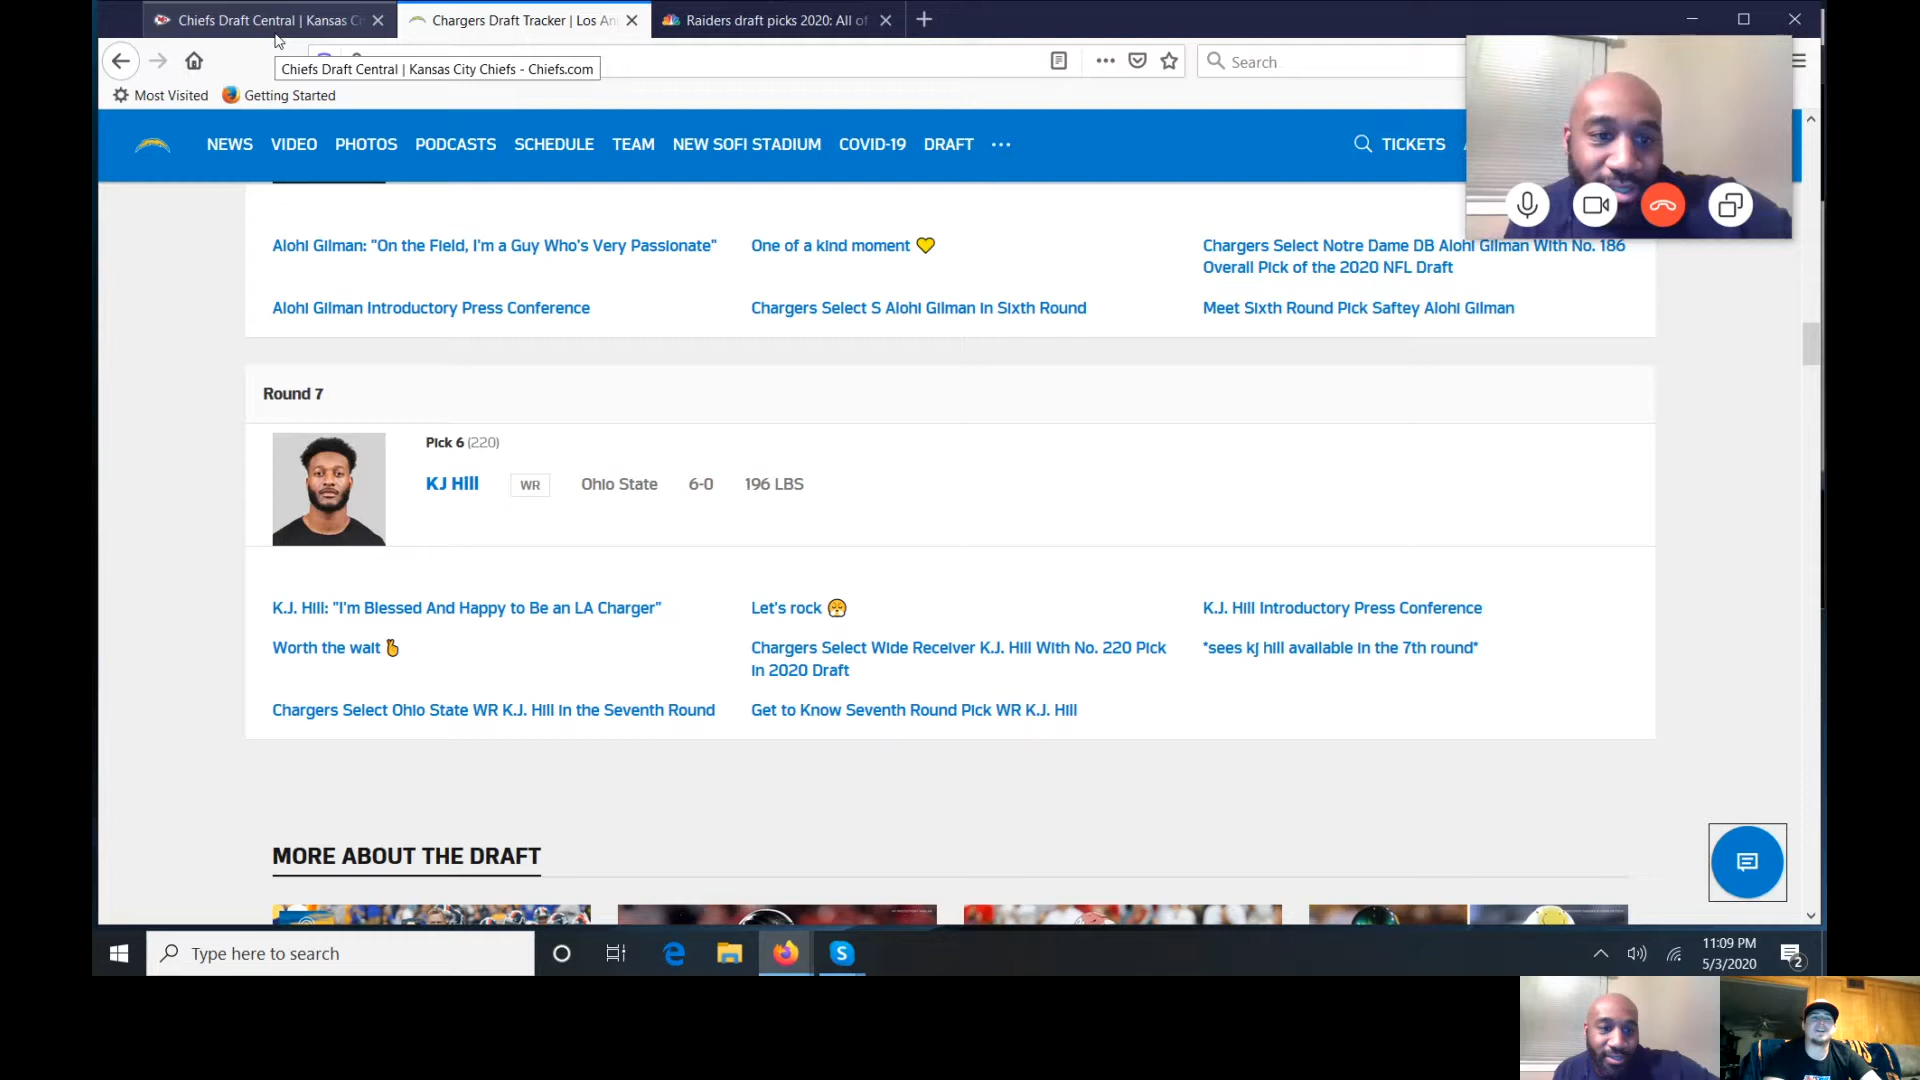 Chiefs Draft Central | Kansas C
Chargers Draft Tracker | Los An
Raiders draft picks 2020: All of
Chiefs Draft Central | Kansas City Chiefs - Chiefs.com
Search
Most Visited
Getting Started
NEWS VIDEO PHOTOS PODCASTS SCHEDULE TEAM NEW SOFI STADIUM COVID-19 DRAFT
TICKETS
Alohi Gilman: "On the Field, I'm a Guy Who's Very Passionate"
One of a kind moment 💛
Chargers Select Notre Dame DB Alohi Gilman With No. 186
Overall Pick of the 2020 NFL Draft
Alohi Gilman Introductory Press Conference
Chargers Select S Alohi Gilman in Sixth Round
Meet Sixth Round Pick Saftey Alohi Gilman
Round 7
Pick 6 (220)
KJ Hill WR Ohio State 6-0 196 LBS
K.J. Hill: "I'm Blessed And Happy to Be an LA Charger"
Let's rock
K.J. Hill Introductory Press Conference
Worth the wait
Chargers Select Wide Receiver K.J. Hill With No. 220 Pick
in 2020 Draft
*sees kj hill available in the 7th round*
Chargers Select Ohio State WR K.J. Hill in the Seventh Round
Get to Know Seventh Round Pick WR K.J. Hill
MORE ABOUT THE DRAFT
Type here to search
11:09 PM
5/3/2020
2